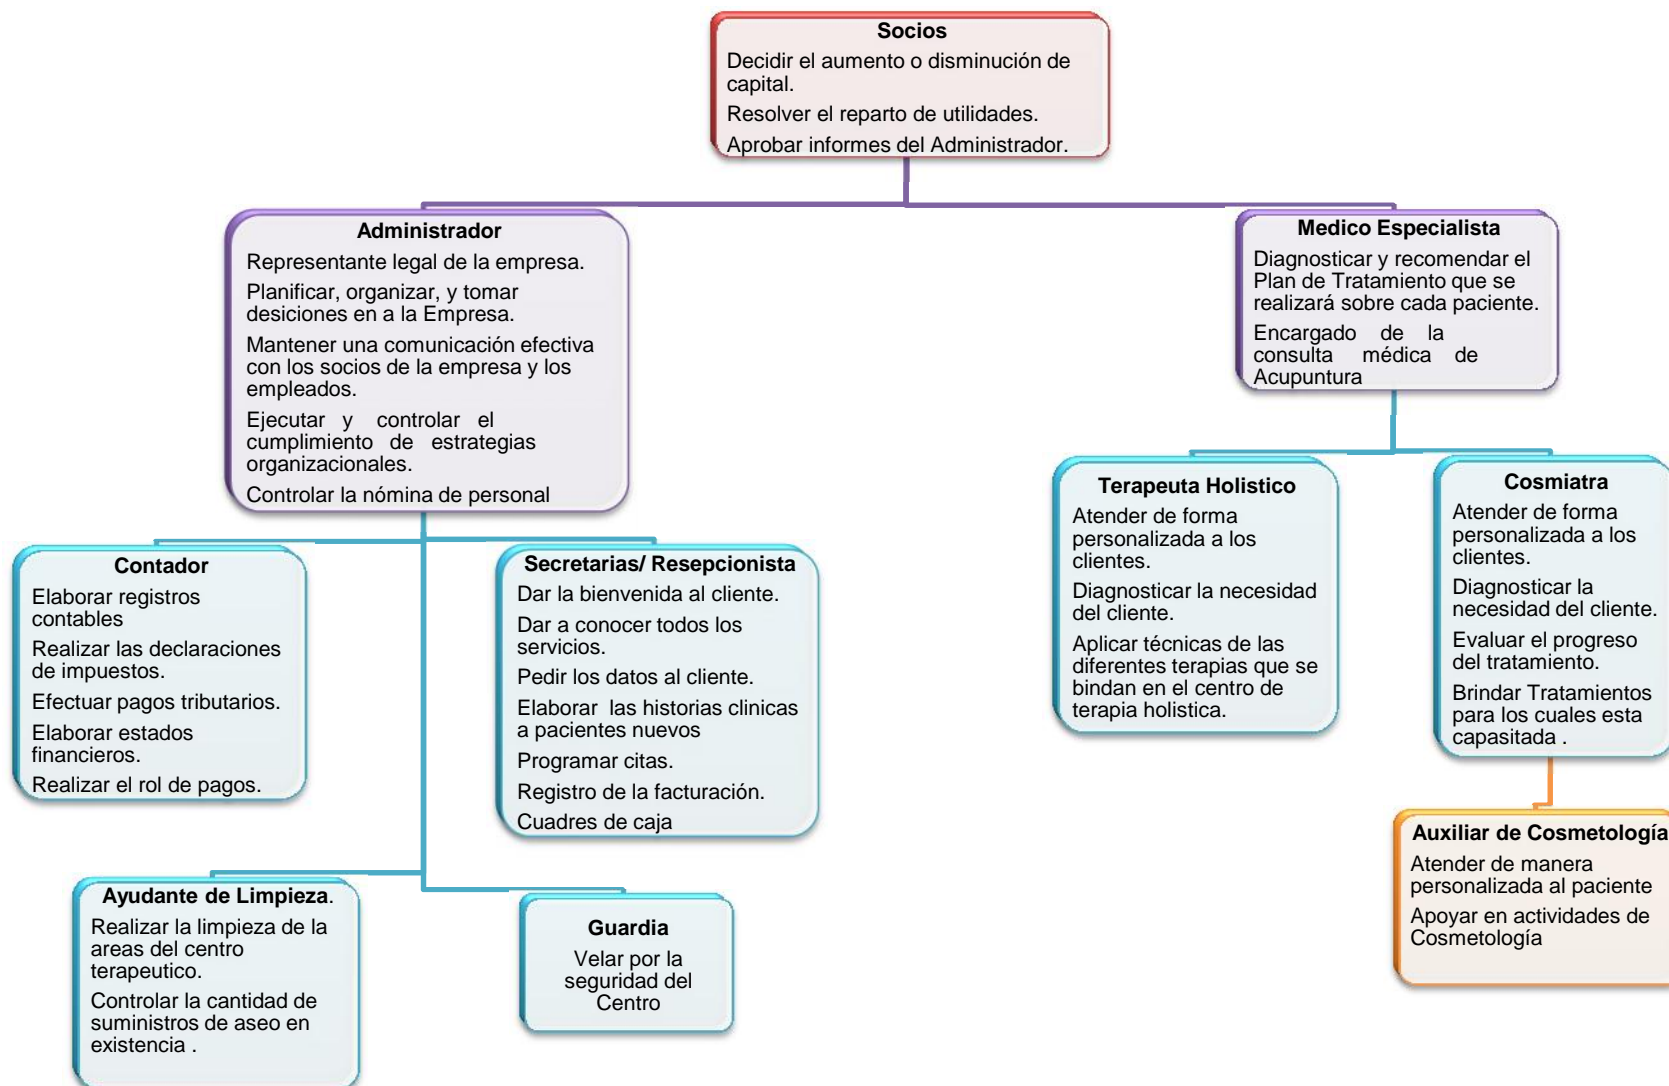 Socios
Decidir el aumento o disminución de
capital.
Resolver el reparto de utilidades.
Aprobar informes del Administrador.
Administrador
Representante legal de la empresa.
Planificar, organizar, y tomar
desiciones en a la Empresa.
Mantener una comunicación efectiva
con los socios de la empresa y los
empleados.
Ejecutar y controlar el
cumplimiento de estrategias
organizacionales.
Controlar la nómina de personal
Medico Especialista
Diagnosticar y recomendar el
Plan de Tratamiento que se
realizará sobre cada paciente.
Encargado de la
consulta médica de
Acupuntura
Contador
Elaborar registros
contables
Realizar las declaraciones
de impuestos.
Efectuar pagos tributarios.
Elaborar estados
financieros.
Realizar el rol de pagos.
Secretarias/ Resepcionista
Dar la bienvenida al cliente.
Dar a conocer todos los
servicios.
Pedir los datos al cliente.
Elaborar las historias clinicas
a pacientes nuevos
Programar citas.
Registro de la facturación.
Cuadres de caja
Terapeuta Holistico
Atender de forma
personalizada a los
clientes.
Diagnosticar la necesidad
del cliente.
Aplicar técnicas de las
diferentes terapias que se
bindan en el centro de
terapia holistica.
Cosmiatra
Atender de forma
personalizada a los
clientes.
Diagnosticar la
necesidad del cliente.
Evaluar el progreso
del tratamiento.
Brindar Tratamientos
para los cuales esta
capasitada .
Ayudante de Limpieza.
Realizar la limpieza de la
areas del centro
terapeutico.
Controlar la cantidad de
suministros de aseo en
existencia .
Guardia
Velar por la
seguridad del
Centro
Auxiliar de Cosmetología
Atender de manera
personalizada al paciente
Apoyar en actividades de
Cosmetología